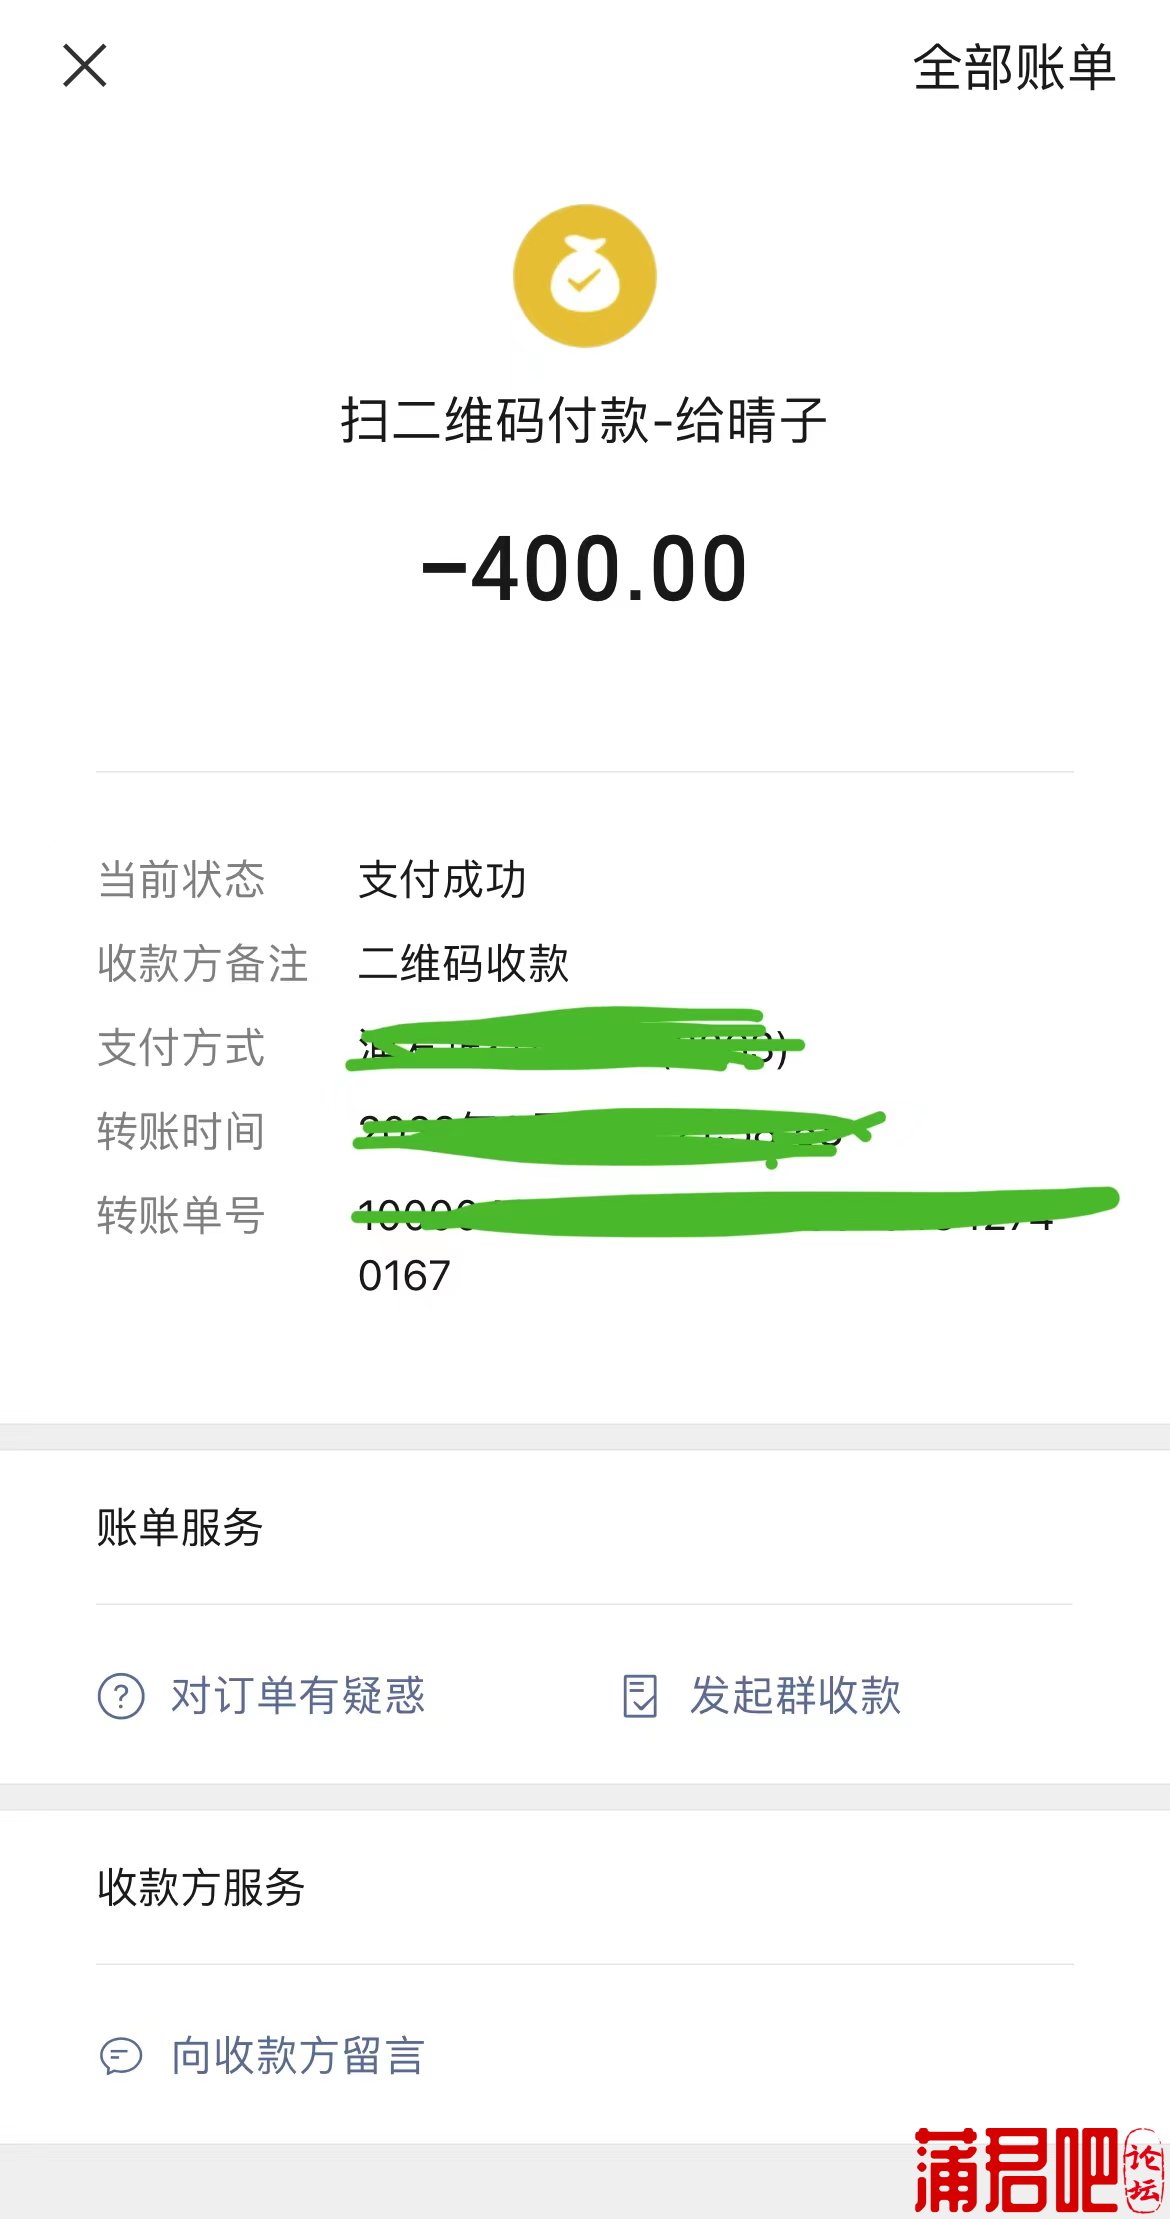 全部账单
扫二维码付款-给晴子
-400.00
当前状态 支付成功
收款方备注 二维码收款
支付方式
转账时间
转账单号
0167
账单服务
对订单有疑惑 发起群收款
收款方服务
向收款方留言
蒲君吧论坛